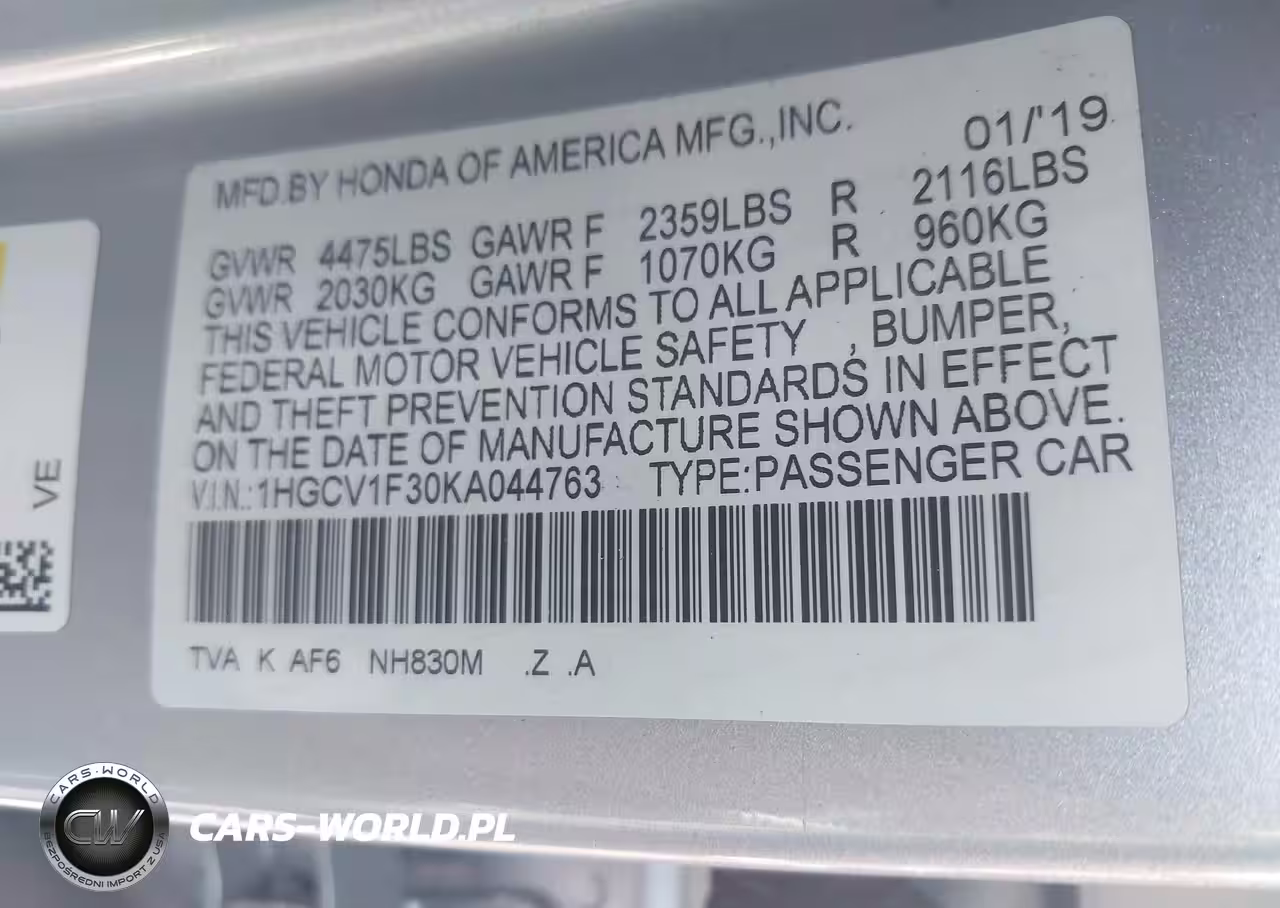 MFD.BY HONDA OF AMERICA MFG.,INC. 01/'19
GVWR 4475LBS GAWR F 2359LBS R 2116LBS
GVWR 2030KG GAWR F 1070KG R 960KG
THIS VEHICLE CONFORMS TO ALL APPLICABLE
FEDERAL MOTOR VEHICLE SAFETY , BUMPER,
AND THEFT PREVENTION STANDARDS IN EFFECT
ON THE DATE OF MANUFACTURE SHOWN ABOVE.
V.I.N.:1HGCV1F30KA044763 TYPE:PASSENGER CAR
TVA K AF6 NH830M .Z .A
VE
CARS-WORLD
CW
BEZPOŚREDNI IMPORT Z USA
CARS-WORLD.PL